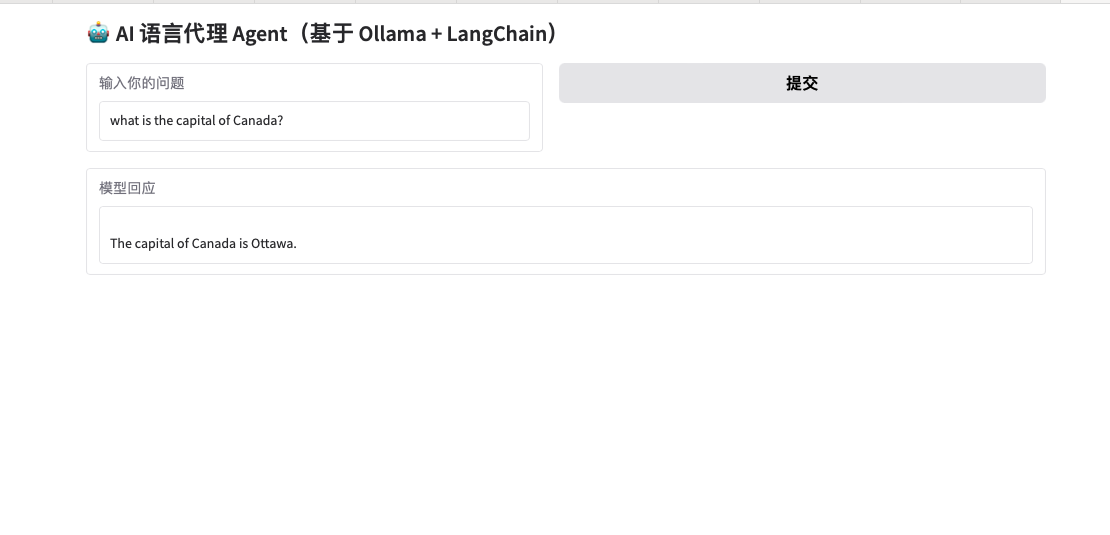 🤖 AI 语言代理 Agent（基于 Ollama + LangChain）
输入你的问题
what is the capital of Canada?
提交
模型回应
The capital of Canada is Ottawa.